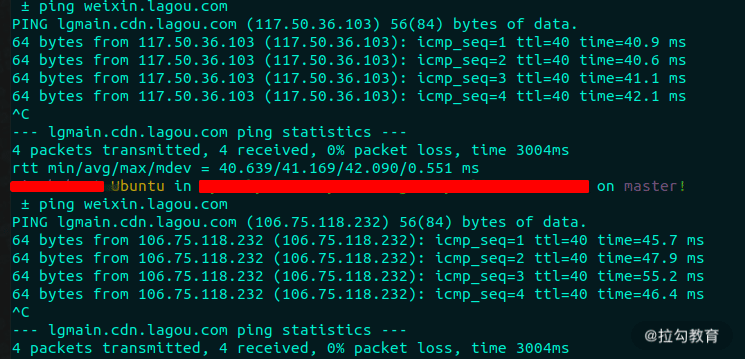 ± ping weixin.lagou.com
PING lgmain.cdn.lagou.com (117.50.36.103) 56(84) bytes of data.
64 bytes from 117.50.36.103 (117.50.36.103): icmp_seq=1 ttl=40 time=40.9 ms
64 bytes from 117.50.36.103 (117.50.36.103): icmp_seq=2 ttl=40 time=40.6 ms
64 bytes from 117.50.36.103 (117.50.36.103): icmp_seq=3 ttl=40 time=41.1 ms
64 bytes from 117.50.36.103 (117.50.36.103): icmp_seq=4 ttl=40 time=42.1 ms
^C
--- lgmain.cdn.lagou.com ping statistics ---
4 packets transmitted, 4 received, 0% packet loss, time 3004ms
rtt min/avg/max/mdev = 40.639/41.169/42.090/0.551 ms
Ubuntu in on master!
± ping weixin.lagou.com
PING lgmain.cdn.lagou.com (106.75.118.232) 56(84) bytes of data.
64 bytes from 106.75.118.232 (106.75.118.232): icmp_seq=1 ttl=40 time=45.7 ms
64 bytes from 106.75.118.232 (106.75.118.232): icmp_seq=2 ttl=40 time=47.9 ms
64 bytes from 106.75.118.232 (106.75.118.232): icmp_seq=3 ttl=40 time=55.2 ms
64 bytes from 106.75.118.232 (106.75.118.232): icmp_seq=4 ttl=40 time=46.4 ms
^C
--- lgmain.cdn.lagou.com ping statistics ---
4 packets transmitted, 4 received, 0% packet loss, time 3004ms
@拉勾教育